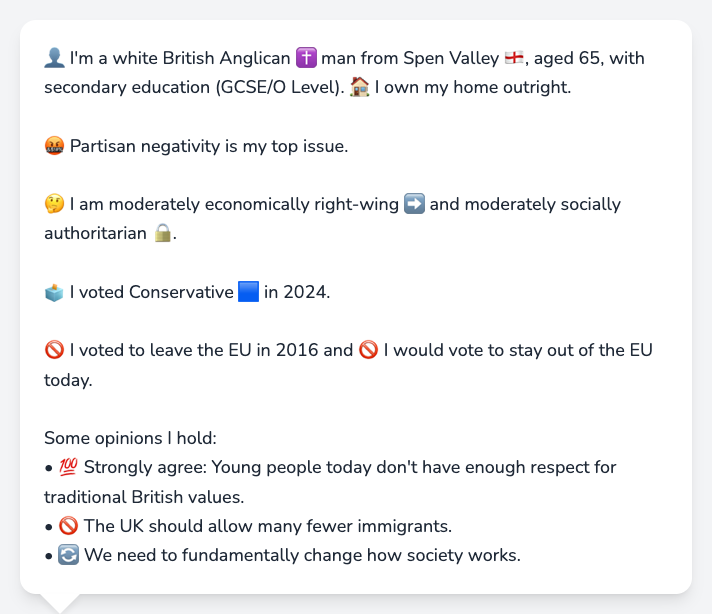 👤 I'm a white British Anglican ✝️ man from Spen Valley 🏴󠁧󠁢󠁥󠁮󠁧󠁿, aged 65, with
secondary education (GCSE/O Level). 🏠 I own my home outright.
🤬 Partisan negativity is my top issue.
🤔 I am moderately economically right-wing ➡️ and moderately socially
authoritarian 🔒.
🗳️ I voted Conservative 🟦 in 2024.
🚫 I voted to leave the EU in 2016 and 🚫 I would vote to stay out of the EU
today.
Some opinions I hold:
• 💯 Strongly agree: Young people today don't have enough respect for
traditional British values.
• 🚫 The UK should allow many fewer immigrants.
• 🔄 We need to fundamentally change how society works.